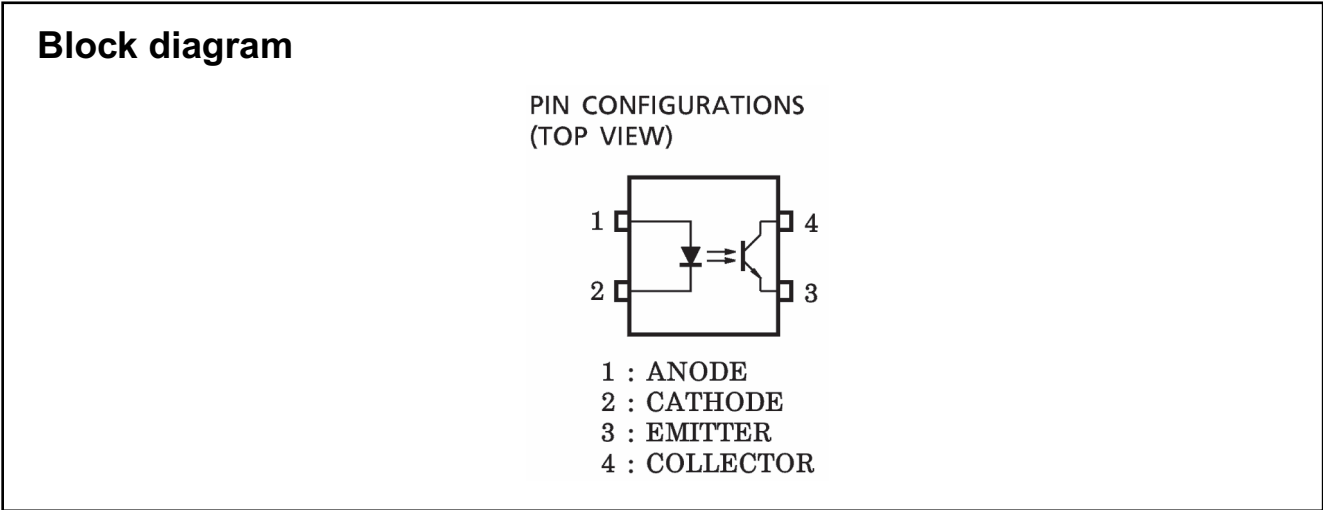 Block diagram
PIN CONFIGURATIONS
(TOP VIEW)
1 4
2 3
1 : ANODE
2 : CATHODE
3 : EMITTER
4 : COLLECTOR